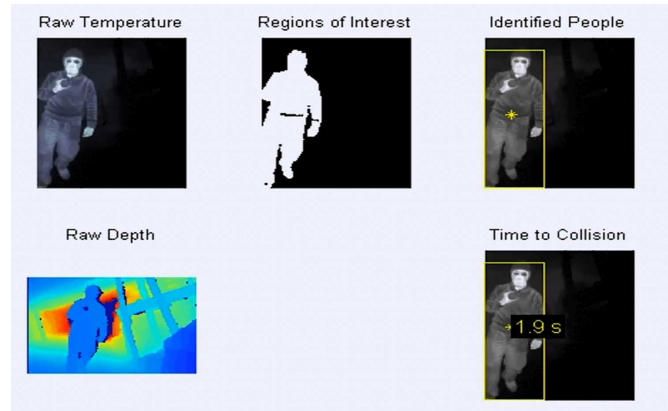 Raw Temperature
Regions of Interest
Identified People
Raw Depth
Time to Collision
1.9 s